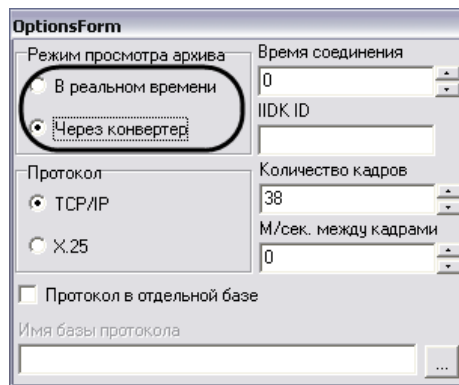 OptionsForm
Режим просмотра архива
В реальном времени
Через конвертер
Время соединения
0
IIDK ID
Протокол
TCP/IP
X.25
Количество кадров
38
М/сек. между кадрами
0
Протокол в отдельной базе
Имя базы протокола
...